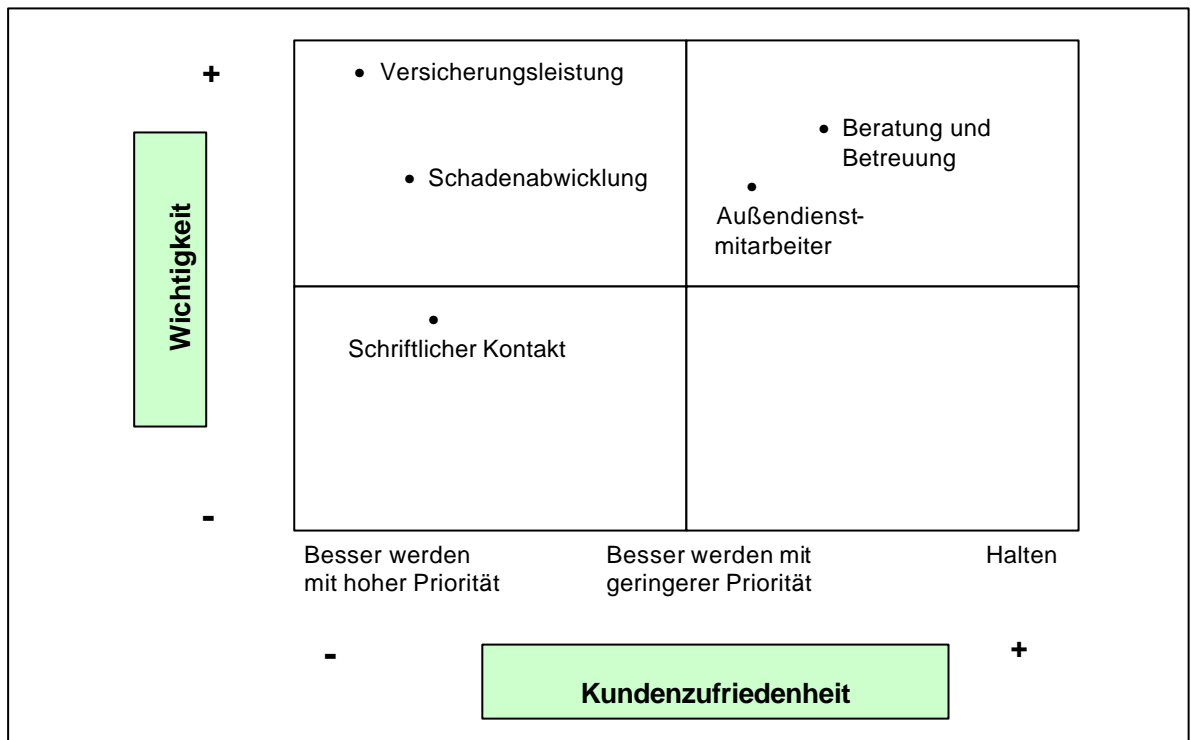 +
Versicherungsleistung
Beratung und
Betreuung
Schadenabwicklung
Außendienst-
mitarbeiter
Wichtigkeit
Schriftlicher Kontakt
-
Besser werden
mit hoher Priorität
Besser werden mit
geringerer Priorität
Halten
-
+
Kundenzufriedenheit